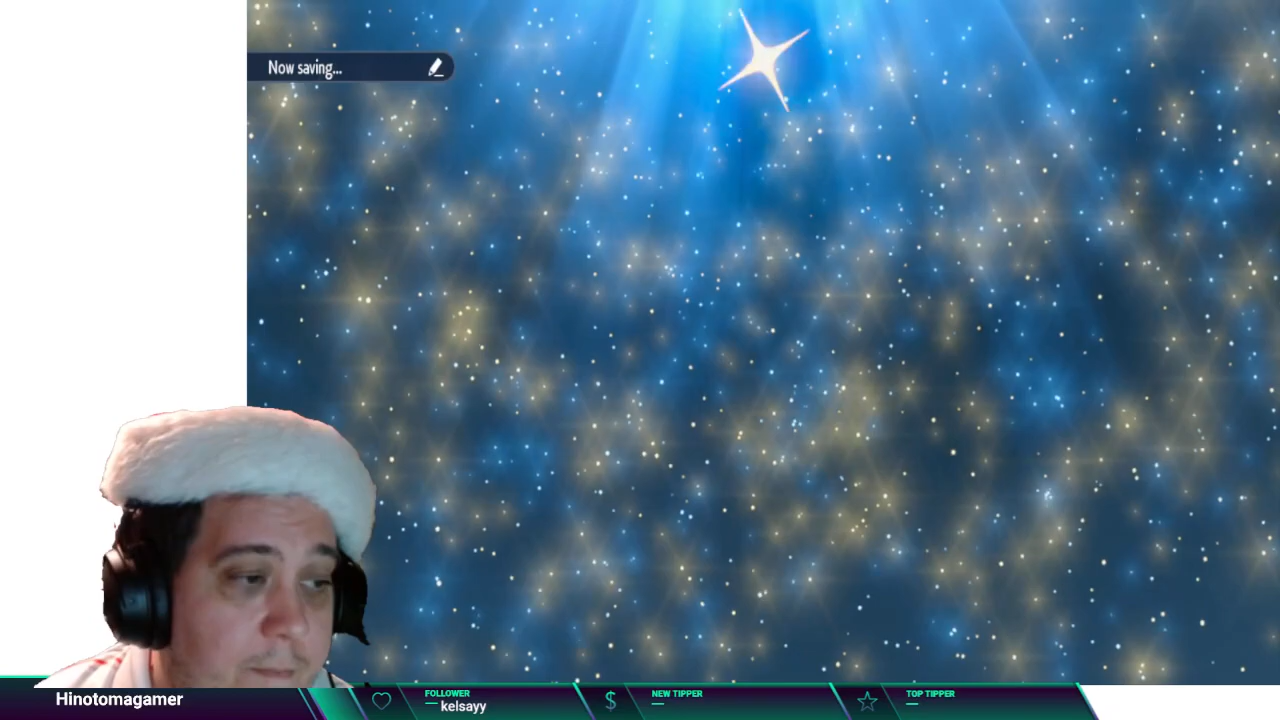 Now saving...
Hinotomagamer
FOLLOWER
kelsayy
NEW TIPPER
TOP TIPPER